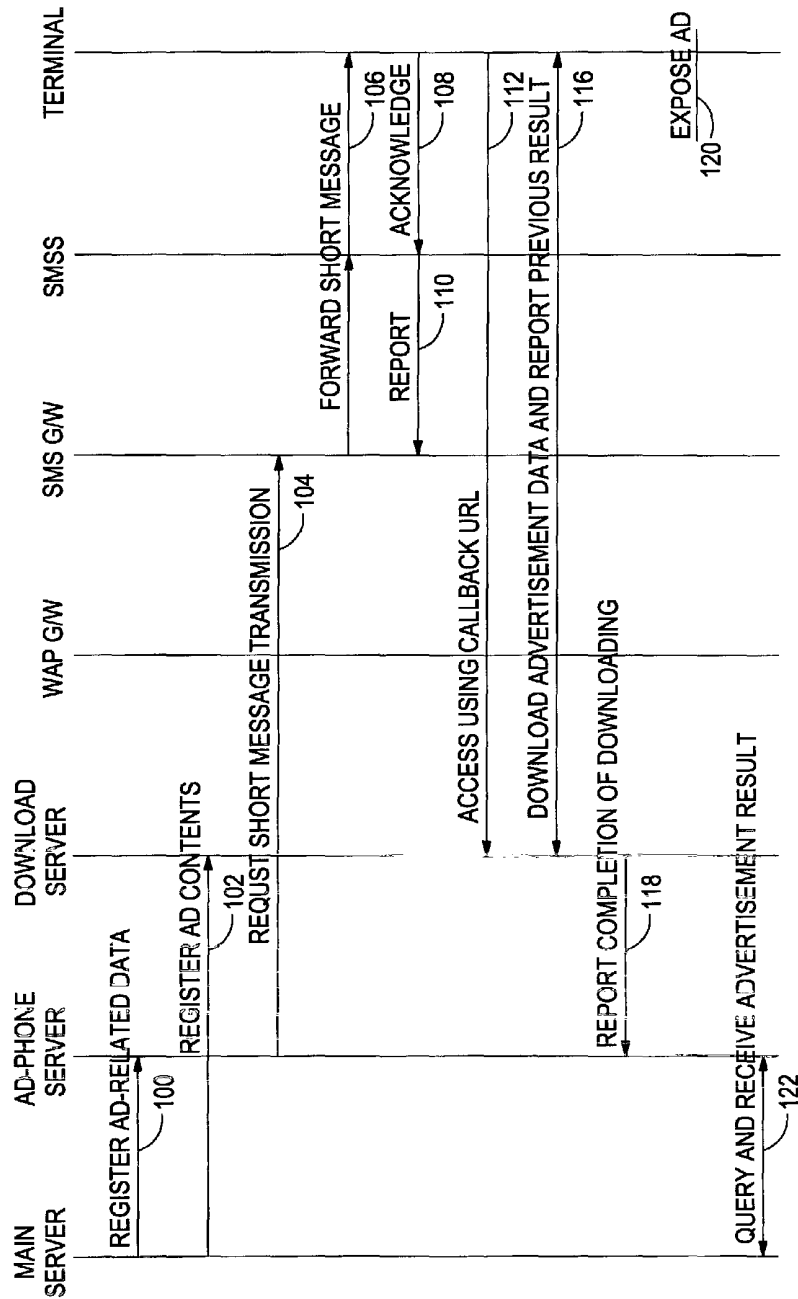 MAIN
SERVER
AD-PHONE
SERVER
DOWNLOAD
SERVER
WAP G/W
SMS G/W
SMSS
TERMINAL
REGISTER AD-RELATED DATA
100
REGISTER AD CONTENTS
102
REQUST SHORT MESSAGE TRANSMISSION
104
FORWARD SHORT MESSAGE
106
ACKNOWLEDGE
108
REPORT
110
ACCESS USING CALLBACK URL
112
DOWNLOAD ADVERTISEMENT DATA AND REPORT PREVIOUS RESULT
116
REPORT COMPLETION OF DOWNLOADING
118
EXPOSE AD
120
QUERY AND RECEIVE ADVERTISEMENT RESULT
122